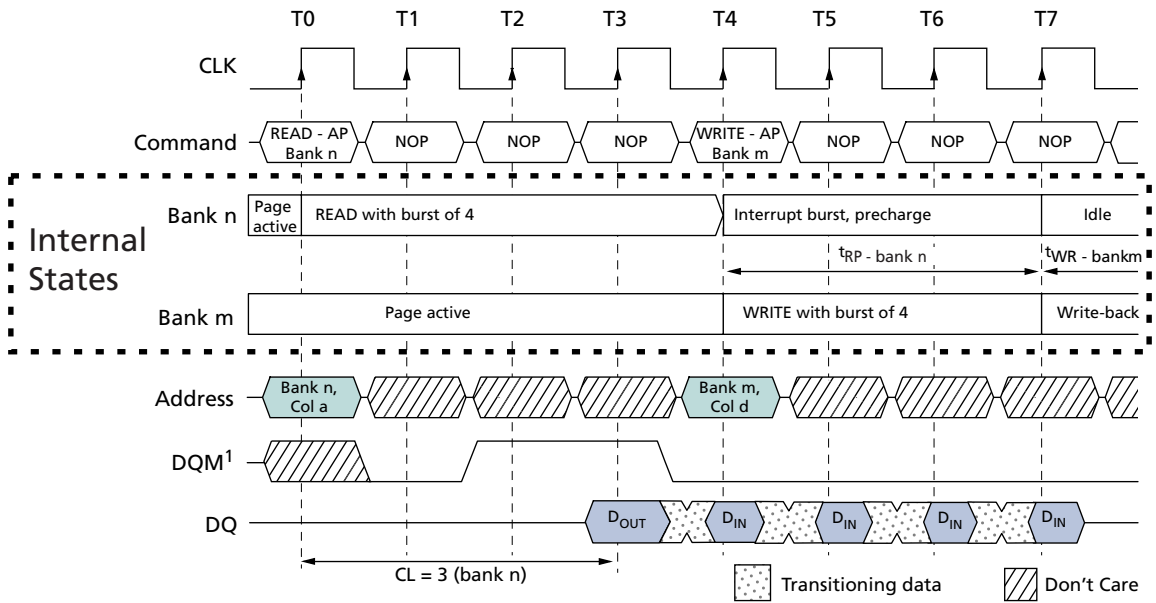 T0 T1 T2 T3 T4 T5 T6 T7
CLK
Command READ - AP Bank n NOP NOP NOP WRITE - AP Bank m NOP NOP NOP
Internal States
Bank n Page active READ with burst of 4 Interrupt burst, precharge Idle
tRP - bank n tWR - bankm
Bank m Page active WRITE with burst of 4 Write-back
Address Bank n, Col a Bank m, Col d
DQM1
DQ DOUT DIN DIN DIN DIN
CL = 3 (bank n)
Transitioning data Don't Care